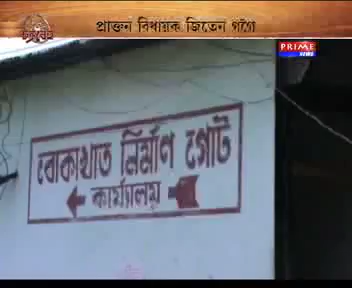 প্রাক্তন বিধায়ক জিতেন গগৈ
PRIME
NEWS
বোকাখাত নিৰ্মাণ গোট
কাৰ্য্যালয়